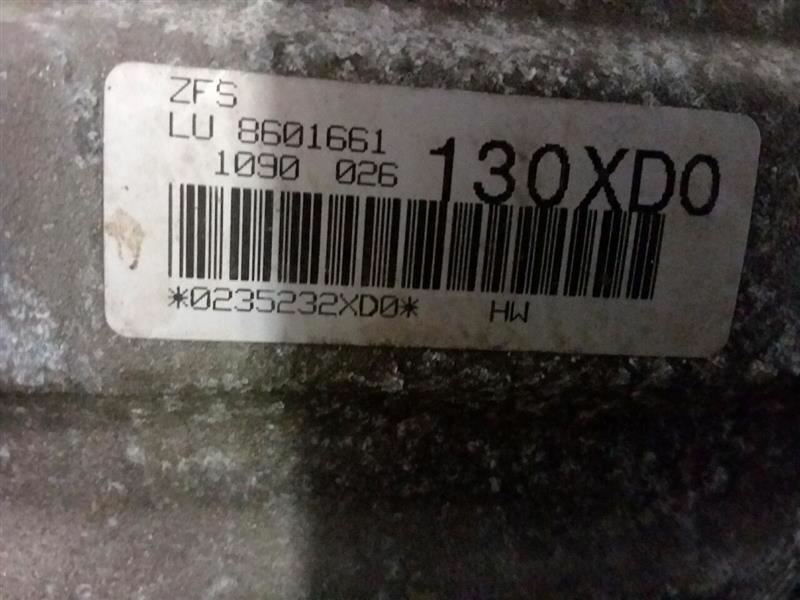 ZFS
LU 8601661
1090 026 130XD0
*0235232XD0* HW